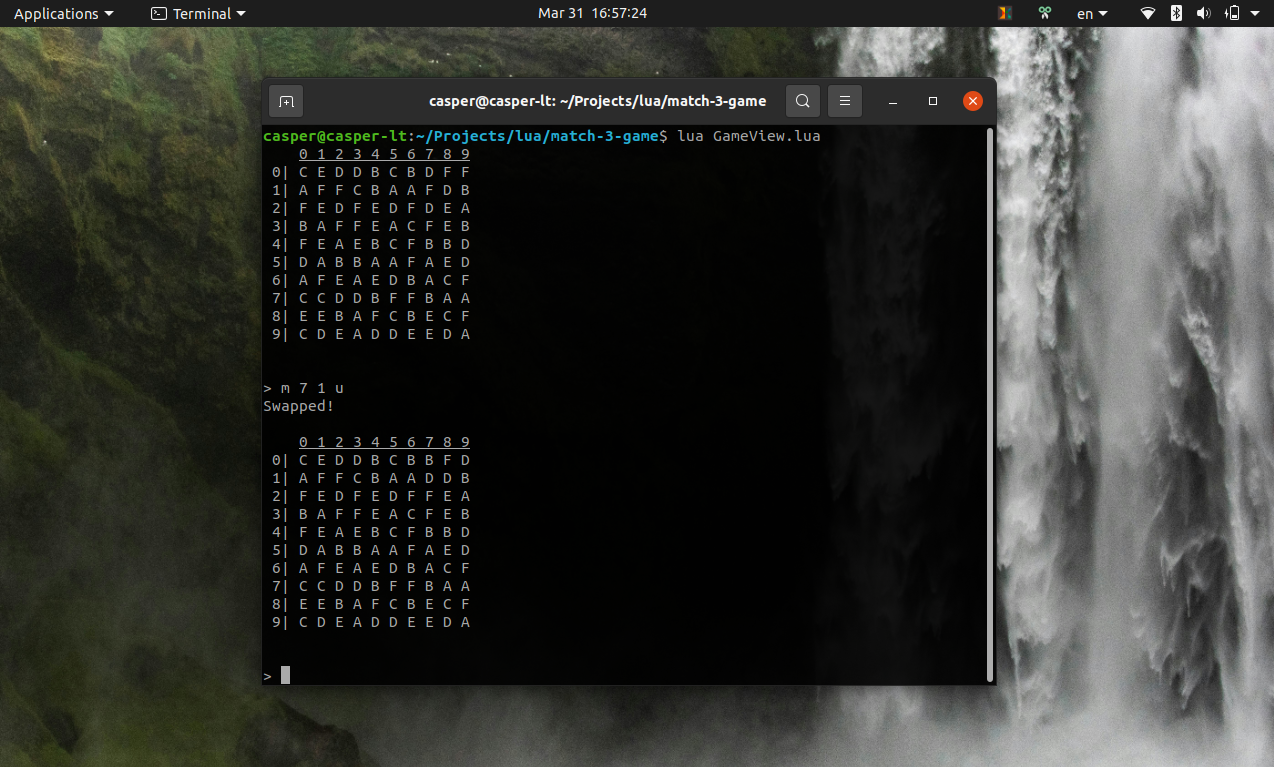 Applications Terminal Mar 31 16:57:24 en
casper@casper-lt: ~/Projects/lua/match-3-game
casper@casper-lt:~/Projects/lua/match-3-game$ lua GameView.lua
    0 1 2 3 4 5 6 7 8 9
 0| C E D D B C B D F F
 1| A F F C B A A F D B
 2| F E D F E D F D E A
 3| B A F F E A C F E B
 4| F E A E B C F B B D
 5| D A B B A A F A E D
 6| A F E A E D B A C F
 7| C C D D B F F B A A
 8| E E B A F C B E C F
 9| C D E A D D E E D A
> m 7 1 u
Swapped!
    0 1 2 3 4 5 6 7 8 9
 0| C E D D B C B B F D
 1| A F F C B A A D D B
 2| F E D F E D F F E A
 3| B A F F E A C F E B
 4| F E A E B C F B B D
 5| D A B B A A F A E D
 6| A F E A E D B A C F
 7| C C D D B F F B A A
 8| E E B A F C B E C F
 9| C D E A D D E E D A
>